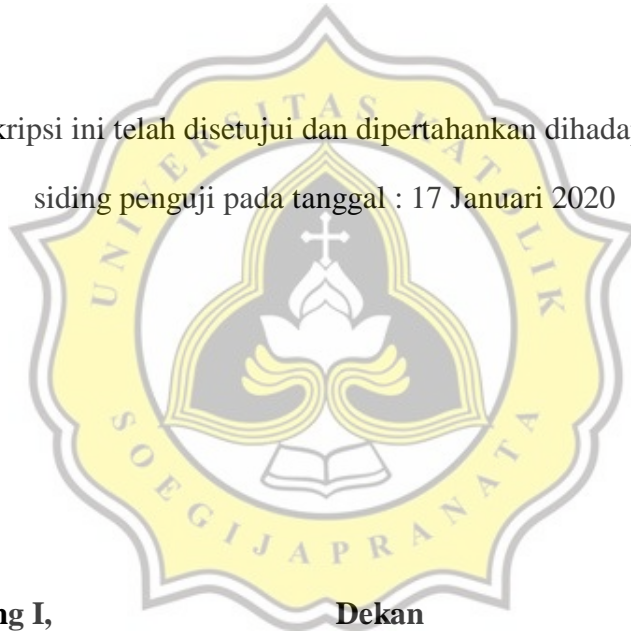 kripsi ini telah disetujui dan dipertahankan dihada
siding penguji pada tanggal : 17 Januari 2020
UNIVERSITAS KATOLIK
SOEGIJAPRANATA
ng I, Dekan